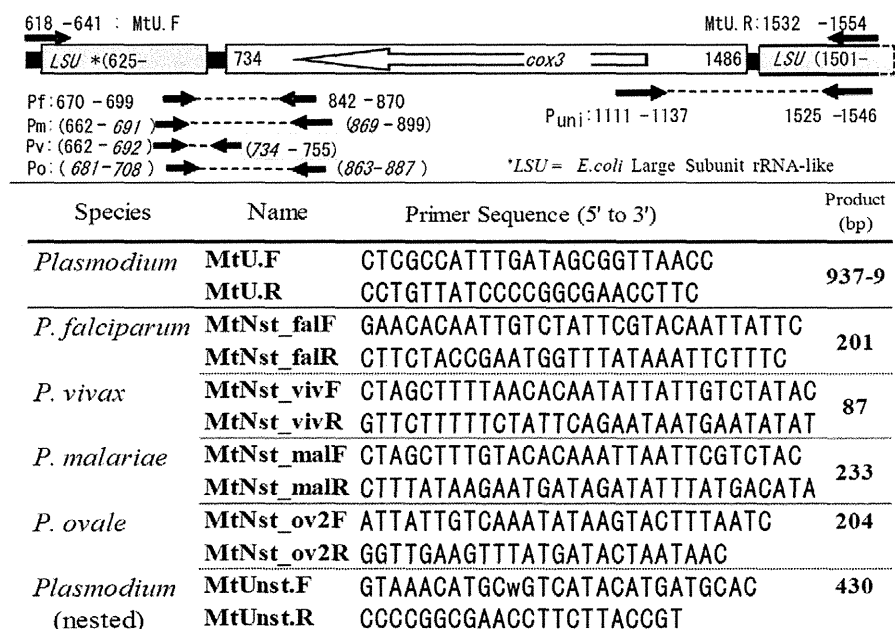 618 -641 : MtU.F MtU.R:1532 -1554
LSU *(625- 734 cox3 1486 LSU (1501-
Pf:670 -699 842 -870
Pm:(662-691) (869-899)
Pv:(662-692) (734 -755)
Po:(681-708) (863-887)
Puni:1111 -1137 1525 -1546
*LSU = E.coli Large Subunit rRNA-like
Species Name Primer Sequence (5' to 3') Product (bp)
Plasmodium MtU.F CTCGCCATTTGATAGCGGTTAACC 937-9
MtU.R CCTGTTATCCCCGGCGAACCTTC
P. falciparum MtNst_falF GAACACAATTGTCTATTCGTACAATTATTC 201
MtNst_falR CTTCTACCGAATGGTTTATAAATTCTTTC
P. vivax MtNst_vivF CTAGCTTTTAACACAATATTATTGTCTATAC 87
MtNst_vivR GTTCTTTTTCTATTCAGAATAATGAATATAT
P. malariae MtNst_malF CTAGCTTTGTACACAAATTAATTCGTCTAC 233
MtNst_malR CTTTATAAGAATGATAGATATTTATGACATA
P. ovale MtNst_ov2F ATTATTGTCAAATATAAGTACTTTAATC 204
MtNst_ov2R GGTTGAAGTTTATGATACTAATAAC
Plasmodium MtUnst.F GTAAACATGCwGTCATACATGATGCAC 430
(nested) MtUnst.R CCCCGGCGAACCTTCTTACCGT